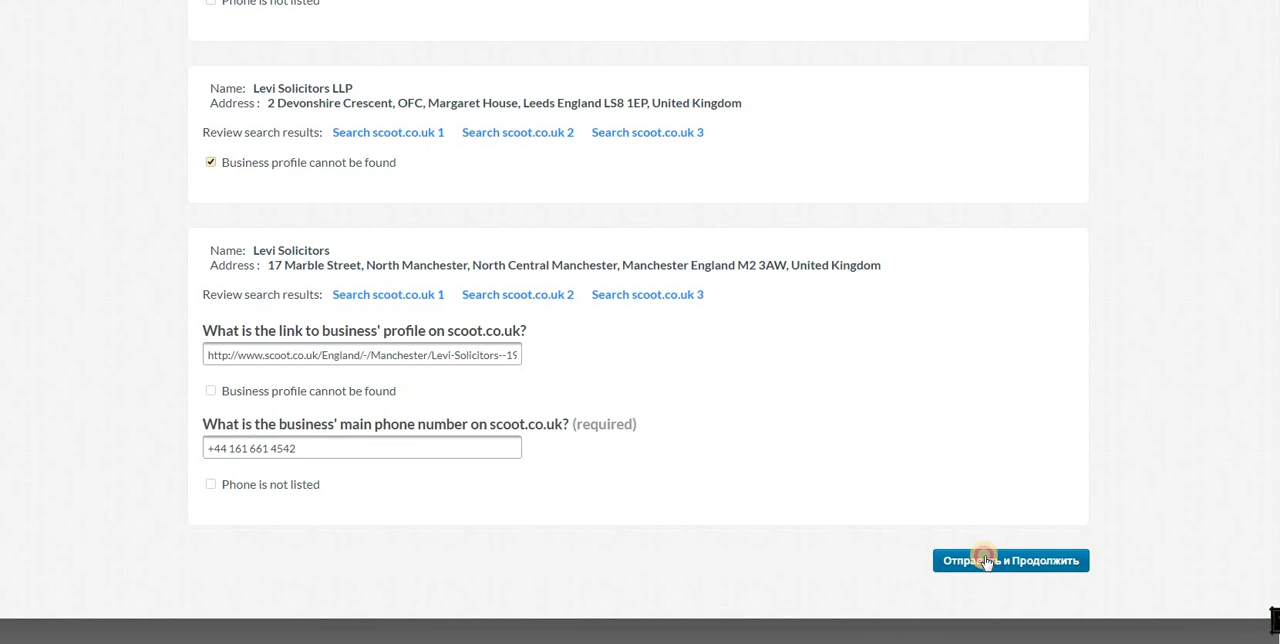 Phone is not listed
Name: Levi Solicitors LLP
Address : 2 Devonshire Crescent, OFC, Margaret House, Leeds England LS8 1EP, United Kingdom
Review search results: Search scoot.co.uk 1 Search scoot.co.uk 2 Search scoot.co.uk 3
Business profile cannot be found
Name: Levi Solicitors
Address : 17 Marble Street, North Manchester, North Central Manchester, Manchester England M2 3AW, United Kingdom
Review search results: Search scoot.co.uk 1 Search scoot.co.uk 2 Search scoot.co.uk 3
What is the link to business' profile on scoot.co.uk?
http://www.scoot.co.uk/England/-/Manchester/Levi-Solicitors--19
Business profile cannot be found
What is the business' main phone number on scoot.co.uk? (required)
+44 161 661 4542
Phone is not listed
Отправить и Продолжить